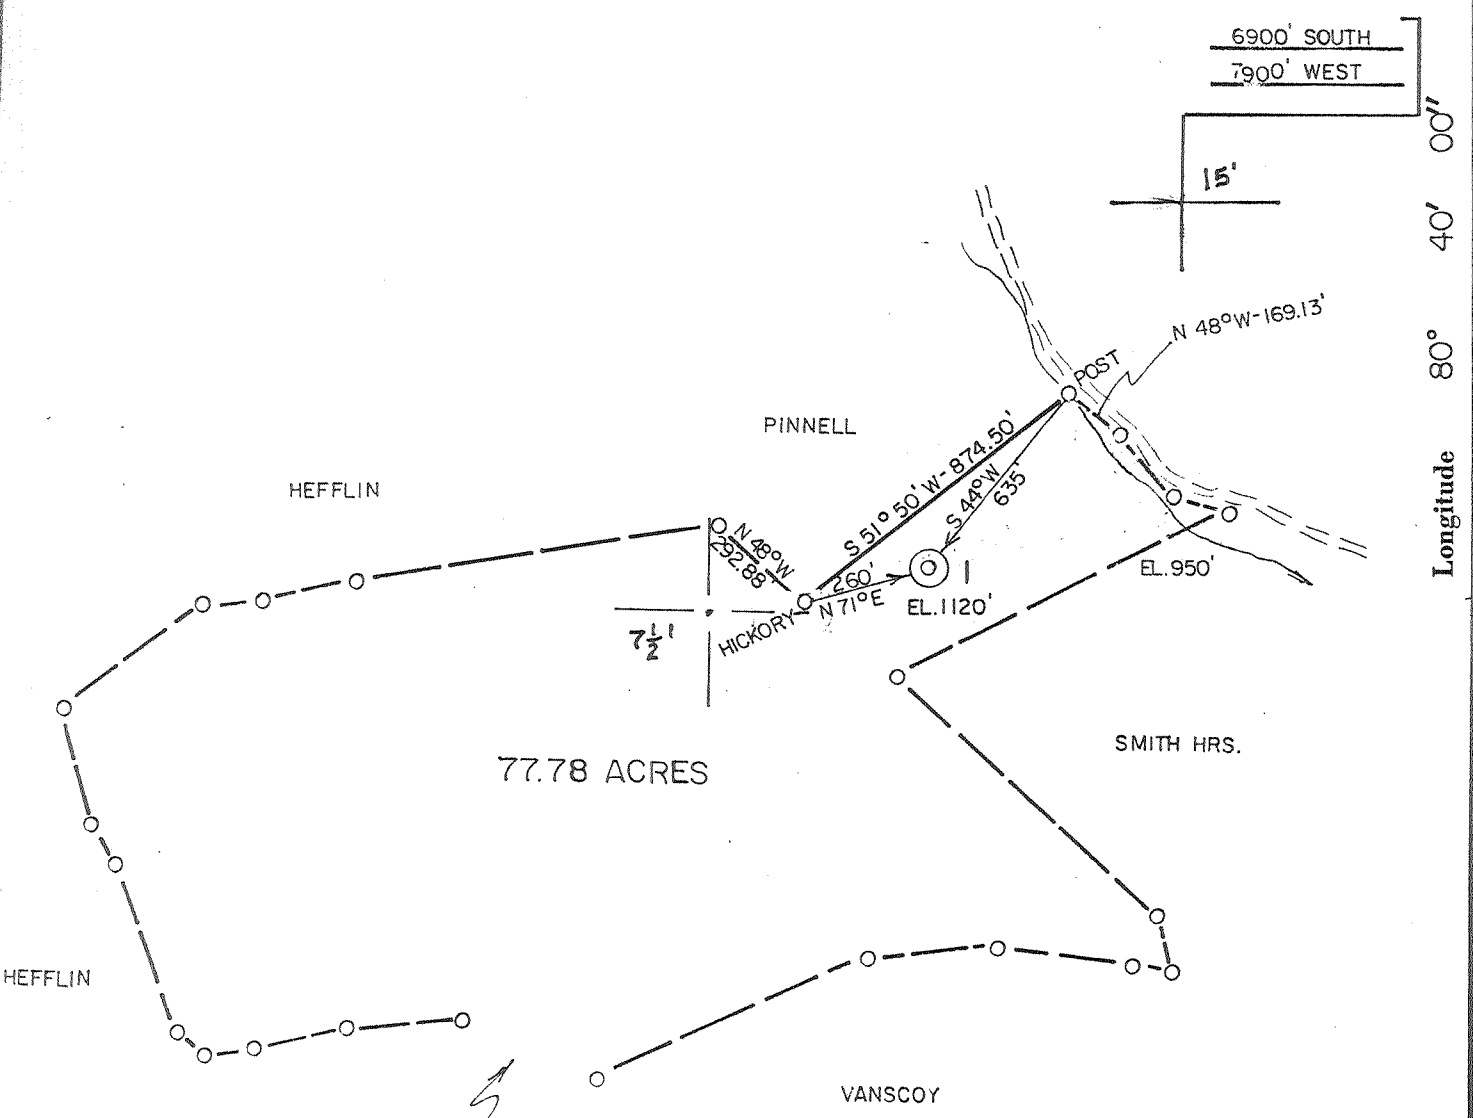 6900' SOUTH
7900' WEST
15'
Longitude 80° 40' 00"
N 48°W-169.13'
POST
PINNELL
S 51° 50' W-874.50'
S 44°W
635'
HEFFLIN
N 48°W
292.88'
260'
N 71°E
1
EL.1120'
EL.950'
HICKORY
7 1/2'
77.78 ACRES
SMITH HRS.
HEFFLIN
VANSCOY